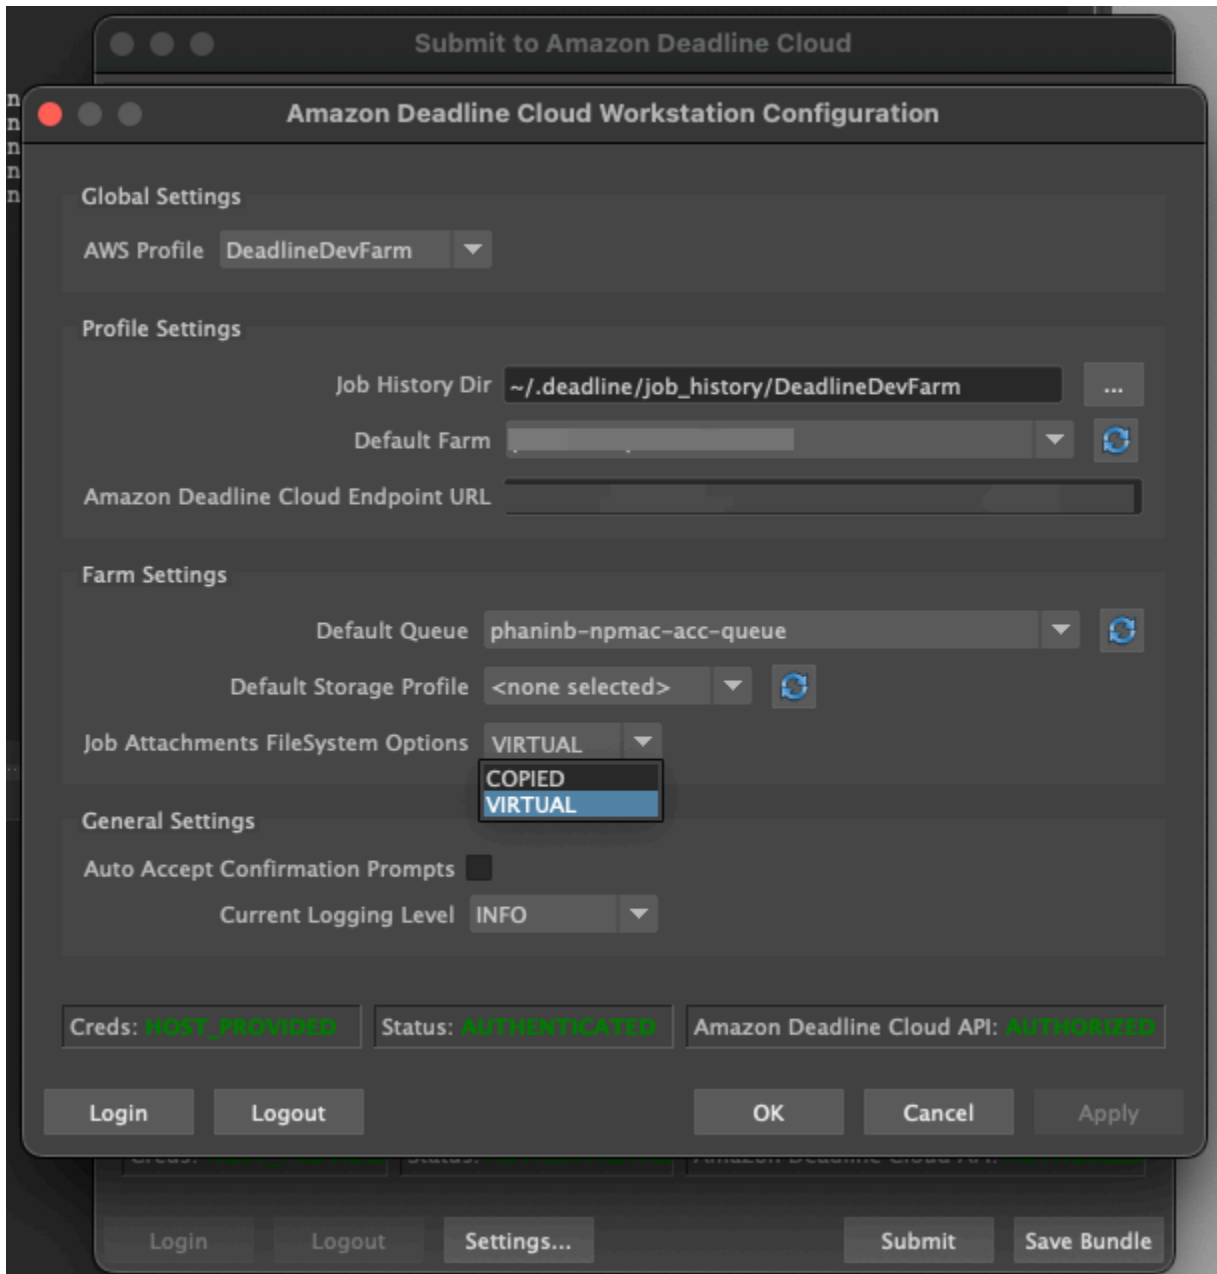 Submit to Amazon Deadline Cloud
n
n
n
n
n
Amazon Deadline Cloud Workstation Configuration
Global Settings
AWS Profile DeadlineDevFarm
Profile Settings
Job History Dir ~/.deadline/job_history/DeadlineDevFarm ...
Default Farm
Amazon Deadline Cloud Endpoint URL
Farm Settings
Default Queue phaninb-npmac-acc-queue
Default Storage Profile <none selected>
Job Attachments FileSystem Options VIRTUAL
COPIED
VIRTUAL
General Settings
Auto Accept Confirmation Prompts
Current Logging Level INFO
Creds: HOST_PROVIDED Status: AUTHENTICATED Amazon Deadline Cloud API: AUTHORIZED
Login Logout OK Cancel Apply
Login Logout Settings... Submit Save Bundle